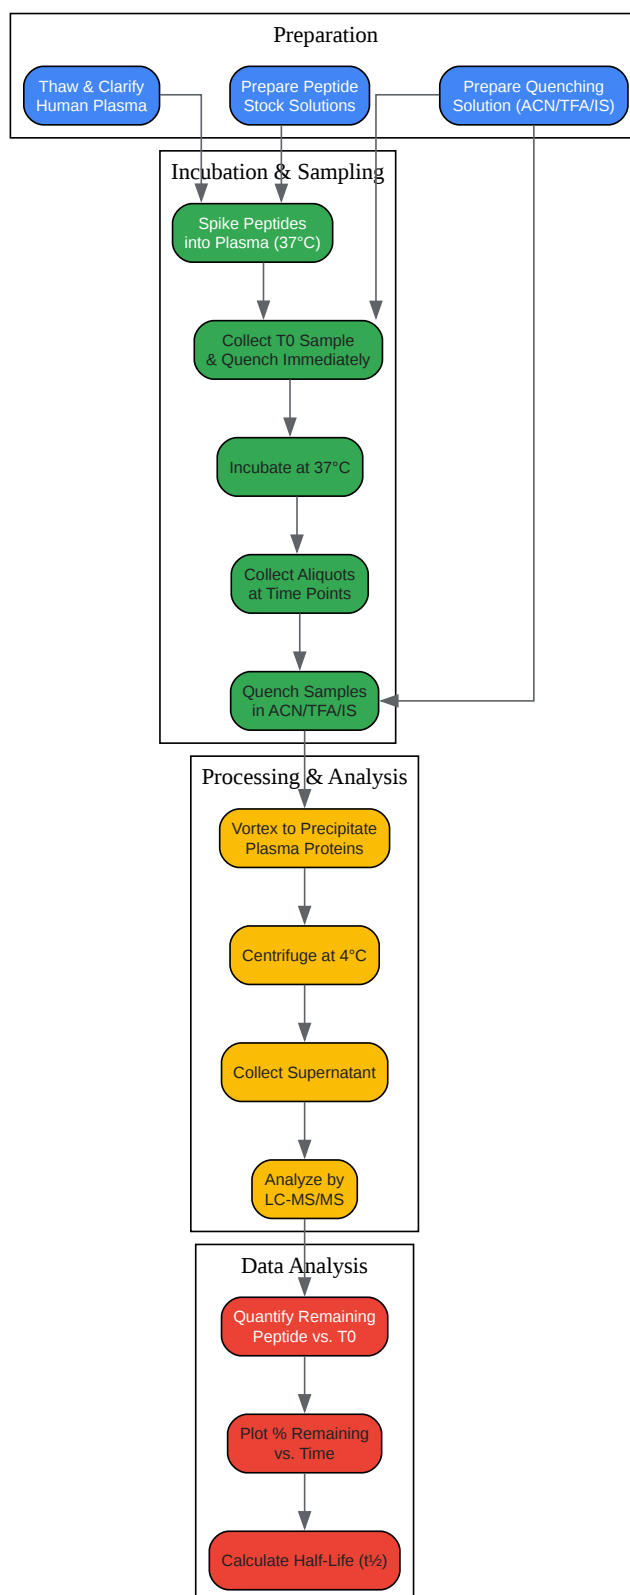 Preparation
Thaw & Clarify
Human Plasma
Prepare Peptide
Stock Solutions
Prepare Quenching
Solution (ACN/TFA/IS)
Incubation & Sampling
Spike Peptides
into Plasma (37°C)
Collect T0 Sample
& Quench Immediately
Incubate at 37°C
Collect Aliquots
at Time Points
Quench Samples
in ACN/TFA/IS
Processing & Analysis
Vortex to Precipitate
Plasma Proteins
Centrifuge at 4°C
Collect Supernatant
Analyze by
LC-MS/MS
Data Analysis
Quantify Remaining
Peptide vs. T0
Plot % Remaining
vs. Time
Calculate Half-Life (t½)